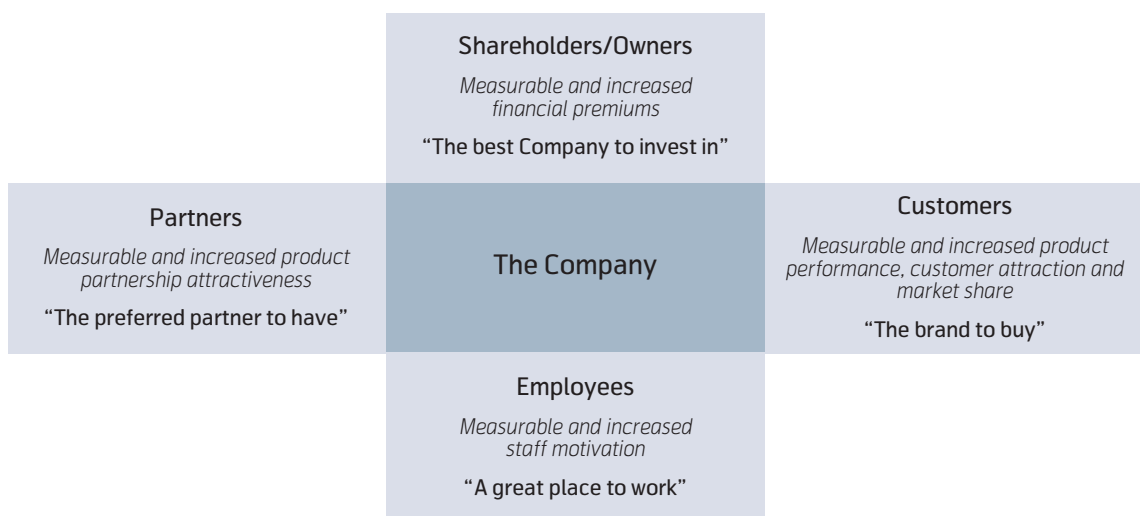 Shareholders/Owners
Measurable and increased
financial premiums
“The best Company to invest in”
Partners
Measurable and increased product
partnership attractiveness
“The preferred partner to have”
The Company
Customers
Measurable and increased product
performance, customer attraction and
market share
“The brand to buy”
Employees
Measurable and increased
staff motivation
“A great place to work”